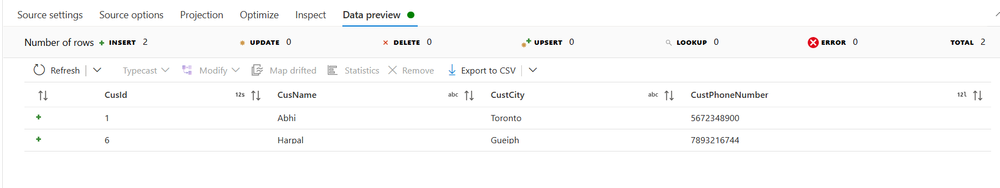 Source settings Source options Projection Optimize Inspect Data preview
Number of rows INSERT 2 UPDATE 0 DELETE 0 UPSERT 0 LOOKUP 0 ERROR 0 TOTAL 2
Refresh Typecast Modify Map drifted Statistics Remove Export to CSV
CusId 12s CusName abc CustCity abc CustPhoneNumber 12l
1 Abhi Toronto 5672348900
6 Harpal Gueiph 7893216744